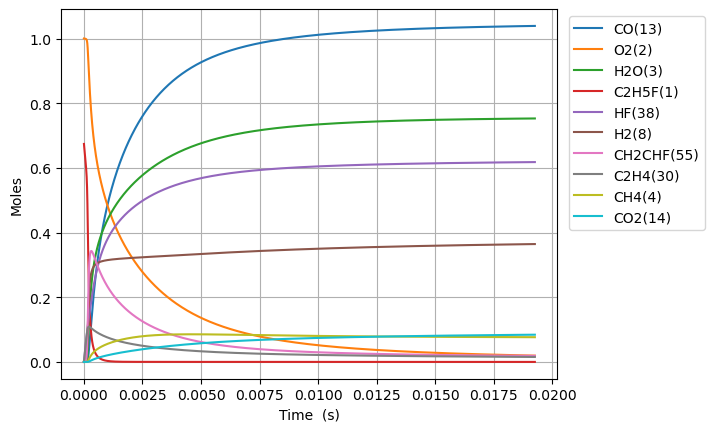 1.0
0.8
0.6
0.4
0.2
0.0
Moles
0.0000 0.0025 0.0050 0.0075 0.0100 0.0125 0.0150 0.0175 0.0200
Time (s)
CO(13)
O2(2)
H2O(3)
C2H5F(1)
HF(38)
H2(8)
CH2CHF(55)
C2H4(30)
CH4(4)
CO2(14)